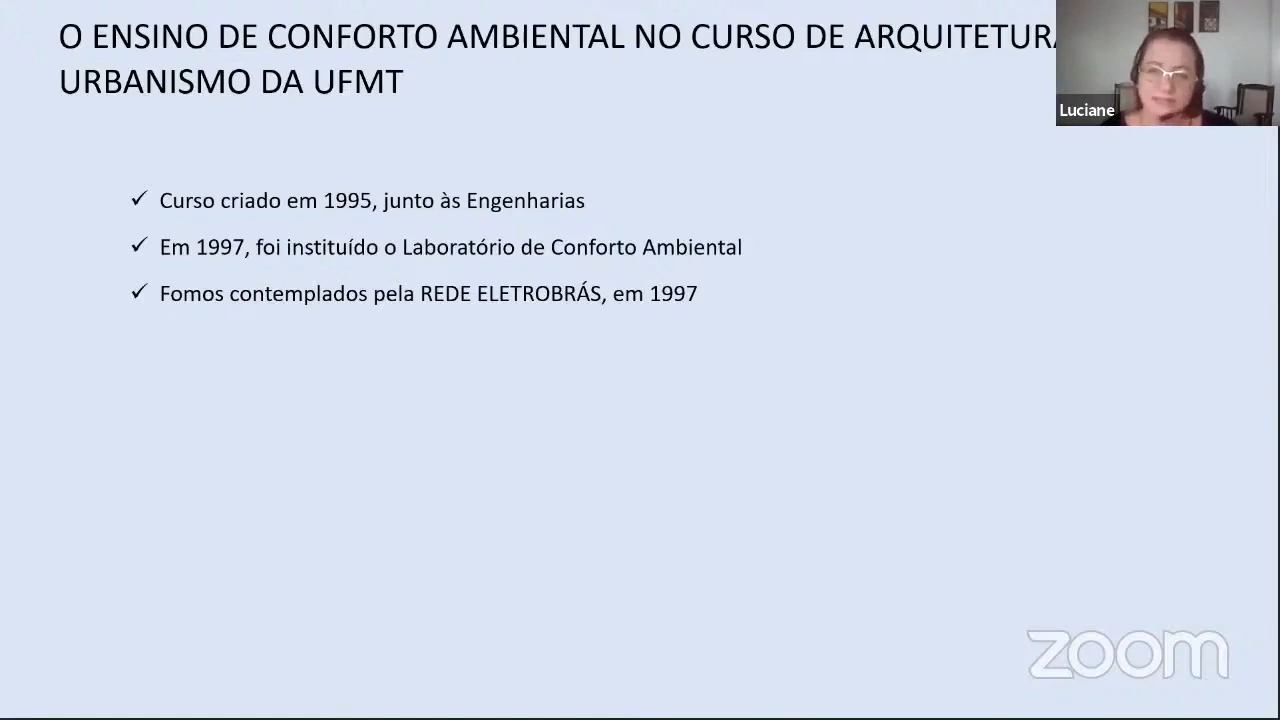 O ENSINO DE CONFORTO AMBIENTAL NO CURSO DE ARQUITETURA
URBANISMO DA UFMT
Luciane
✓ Curso criado em 1995, junto às Engenharias
✓ Em 1997, foi instituído o Laboratório de Conforto Ambiental
✓ Fomos contemplados pela REDE ELETROBRÁS, em 1997
zoom